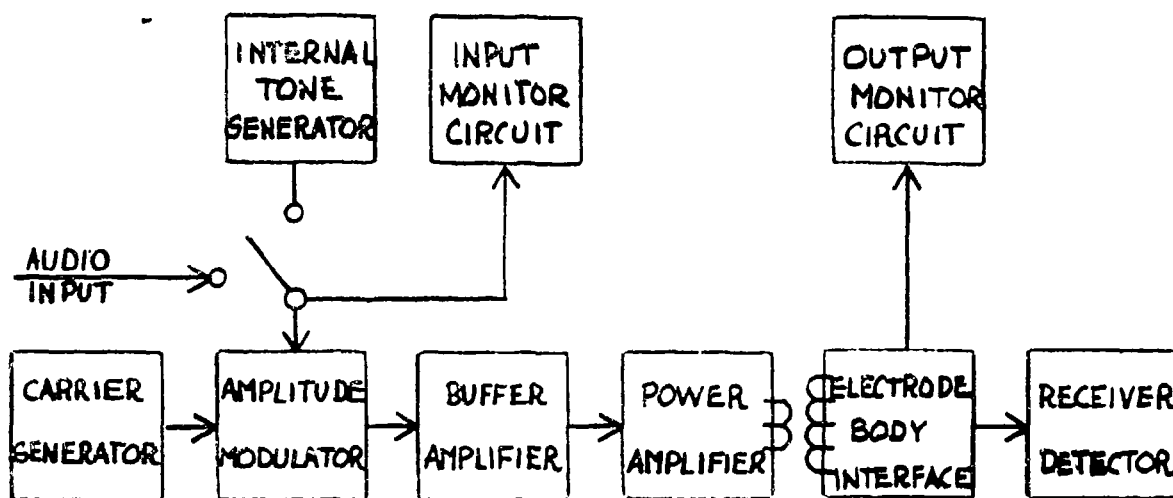 INTERNAL
TONE
GENERATOR
INPUT
MONITOR
CIRCUIT
OUTPUT
MONITOR
CIRCUIT
AUDIO
INPUT
CARRIER
GENERATOR
AMPLITUDE
MODULATOR
BUFFER
AMPLIFIER
POWER
AMPLIFIER
ELECTRODE
BODY
INTERFACE
RECEIVER
DETECTOR